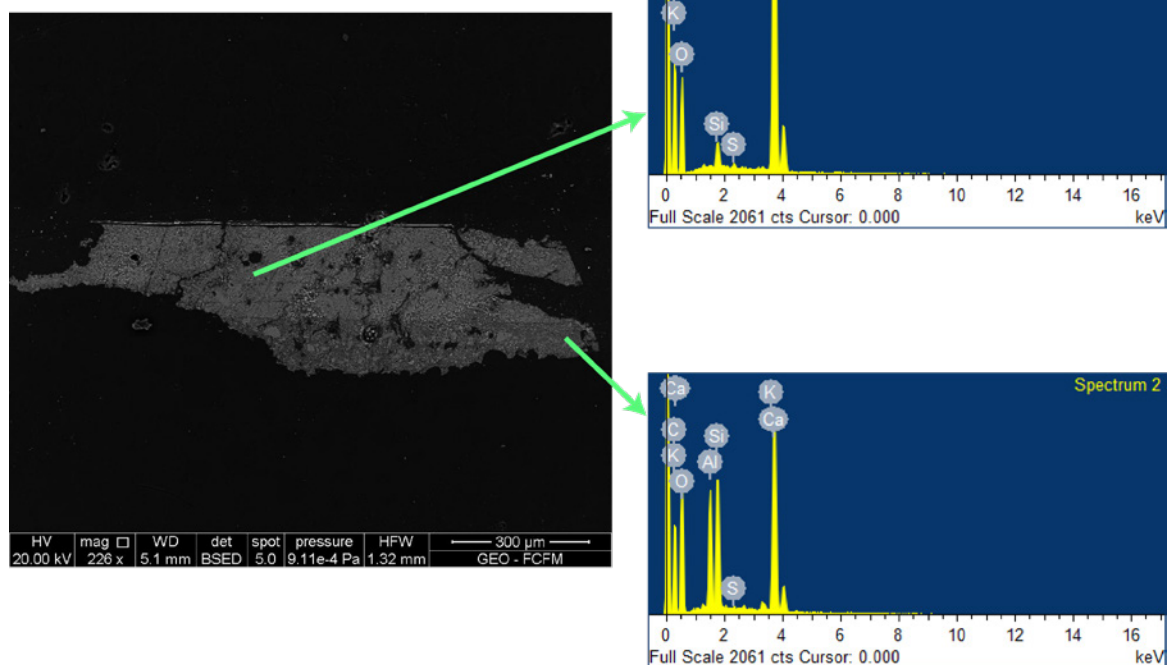 K
O
Si
S
0 2 4 6 8 10 12 14 16
Full Scale 2061 cts Cursor: 0.000 keV
HV mag WD det spot pressure HFW 300 µm
20.00 kV 226 x 5.1 mm BSED 5.0 9.11e-4 Pa 1.32 mm GEO - FCFM
Spectrum 2
Ca K
C Si Ca
K Al
O
S
0 2 4 6 8 10 12 14 16
Full Scale 2061 cts Cursor: 0.000 keV